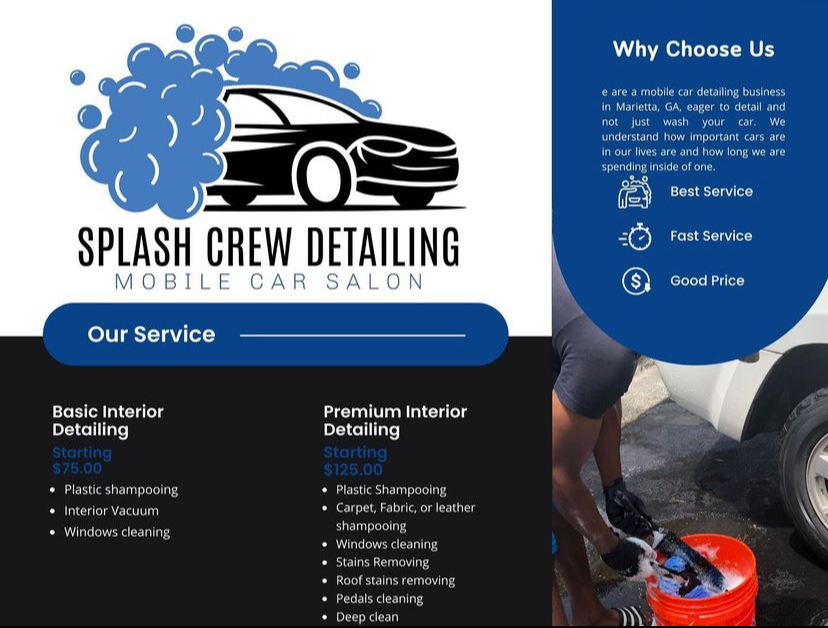 SPLASH CREW DETAILING
MOBILE CAR SALON
Our Service
Basic Interior
Detailing
Starting
$75.00
• Plastic shampooing
• Interior Vacuum
• Windows cleaning
Premium Interior
Detailing
Starting
$125.00
• Plastic Shampooing
• Carpet, Fabric, or leather
shampooing
• Windows cleaning
• Stains Removing
• Roof stains removing
• Pedals cleaning
• Deep clean
Why Choose Us
e are a mobile car detailing business
in Marietta, GA, eager to detail and
not just wash your car. We
understand how important cars are
in our lives are and how long we are
spending inside of one.
Best Service
Fast Service
$
Good Price